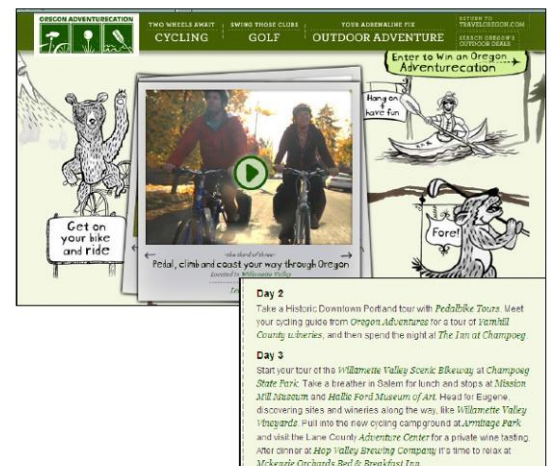 OREGON ADVENTURECATION
TWO WHEELS AWAIT
CYCLING
SWING THOSE CLUBS
GOLF
YOUR ADRENALINE FIX
OUTDOOR ADVENTURE
RETURN TO
TRAVELOREGON.COM
SEARCH OREGON'S
OUTDOOR DEALS
Enter to Win an Oregon
Adventurecation
Hang on
+
have fun
Get on
your bike
and ride
Fore!
the third of three
Pedal, climb and coast your way through Oregon
Located in Willamette Valley
Day 2
Take a Historic Downtown Portland tour with Pedalbike Tours. Meet
your cycling guide from Oregon Adventures for a tour of Yamhill
County wineries, and then spend the night at The Inn at Champoeg.
Day 3
Start your tour of the Willamette Valley Scenic Bikeway at Champoeg
State Park. Take a breather in Salem for lunch and stops at Mission
Mill Museum and Hallie Ford Museum of Art. Head for Eugene,
discovering sites and wineries along the way, like Willamette Valley
Vineyards. Pull into the new cycling campground at Armitage Park
and visit the Lane County Adventure Center for a private wine tasting.
After dinner at Hop Valley Brewing Company it's time to relax at
McKenzie Orchards Bed & Breakfast Inn.